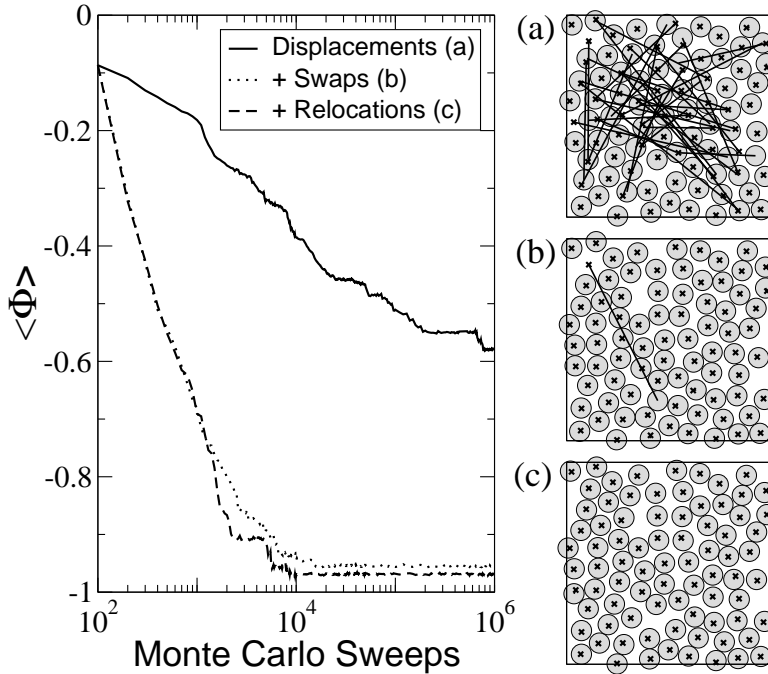 0
-0.2
-0.4
-0.6
-0.8
-1
<Φ>
10^2
10^4
10^6
Monte Carlo Sweeps
Displacements (a)
+ Swaps (b)
+ Relocations (c)
(a)
(b)
(c)